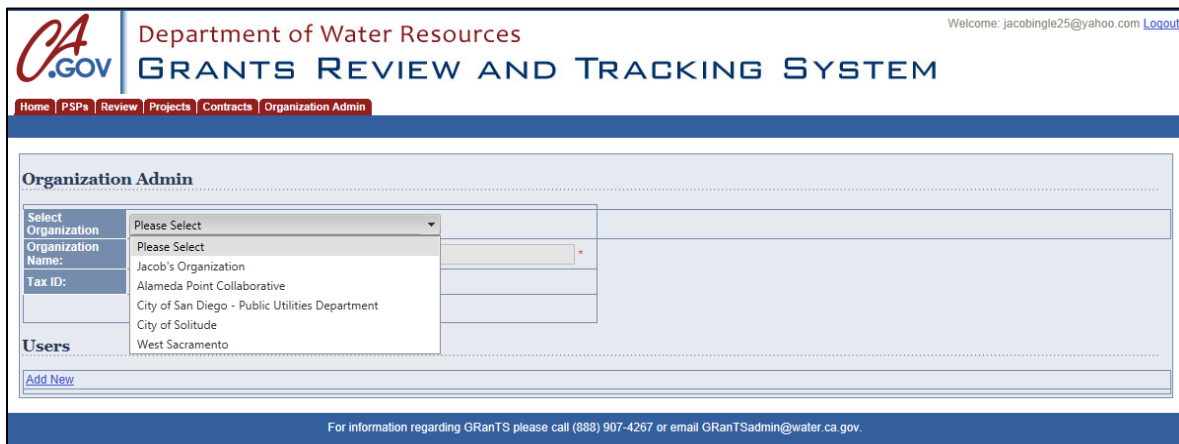 CA
.GOV
Department of Water Resources
GRANTS REVIEW AND TRACKING SYSTEM
Welcome: jacobingle25@yahoo.com Logout
Home PSPs Review Projects Contracts Organization Admin
Organization Admin
Select
Organization
Please Select
Organization
Name:
*
Tax ID:
Please Select
Jacob's Organization
Alameda Point Collaborative
City of San Diego - Public Utilities Department
City of Solitude
West Sacramento
Users
Add New
For information regarding GRanTS please call (888) 907-4267 or email GRanTSadmin@water.ca.gov.